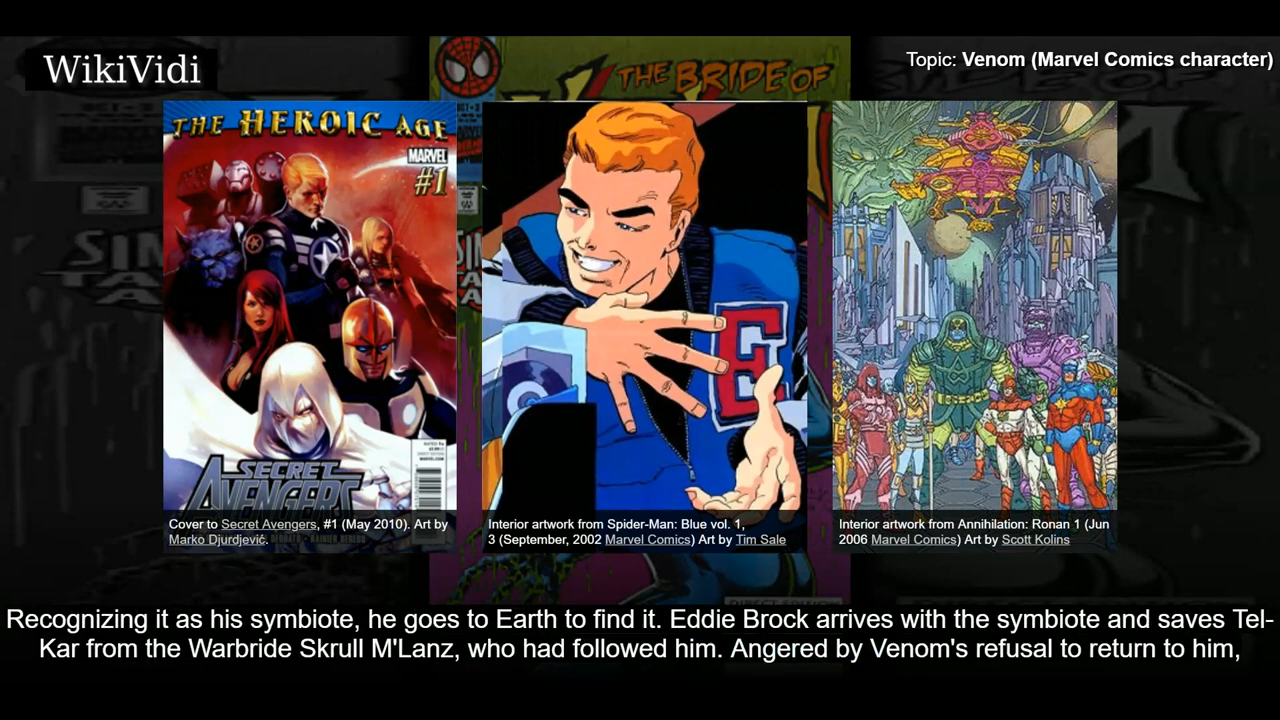 WikiVidi
Topic: Venom (Marvel Comics character)
THE BRIDE OF
THE HEROIC AGE
MARVEL
#1
E
SECRET
AVENGERS
Cover to Secret Avengers, #1 (May 2010). Art by
Marko Djurdjević.
Interior artwork from Spider-Man: Blue vol. 1,
3 (September, 2002 Marvel Comics) Art by Tim Sale
Interior artwork from Annihilation: Ronan 1 (Jun
2006 Marvel Comics) Art by Scott Kolins
Recognizing it as his symbiote, he goes to Earth to find it. Eddie Brock arrives with the symbiote and saves Tel-
Kar from the Warbride Skrull M'Lanz, who had followed him. Angered by Venom's refusal to return to him,